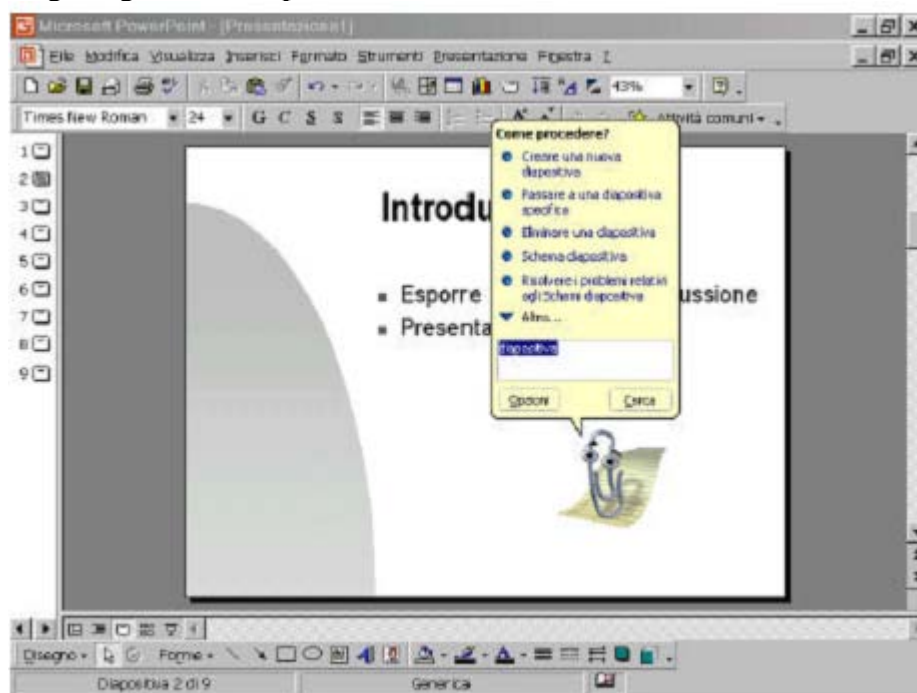 Microsoft PowerPoint - [Presentazione1]
File Modifica Visualizza Inserisci Formato Strumenti Presentazione Finestra ?
43%
Times New Roman 24 G C S S Attività comuni
1
2
3
4
5
6
7
8
9
Introdu
Esporre ussione
Presenta
Come procedere?
Creare una nuova
diapositiva
Passare a una diapositiva
specifica
Eliminare una diapositiva
Schema diapositiva
Risolvere i problemi relativi
agli Schemi diapositiva
Altro...
diapositiva
Opzioni Cerca
Disegno Forme
Diapositiva 2 di 9 Generica